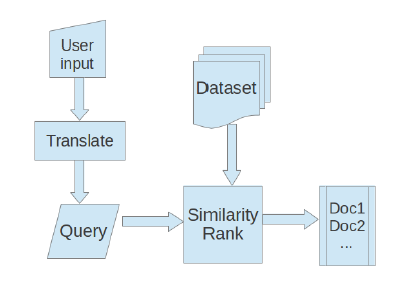 User
input
Dataset
Translate
Query
Similarity
Rank
Doc1
Doc2
...